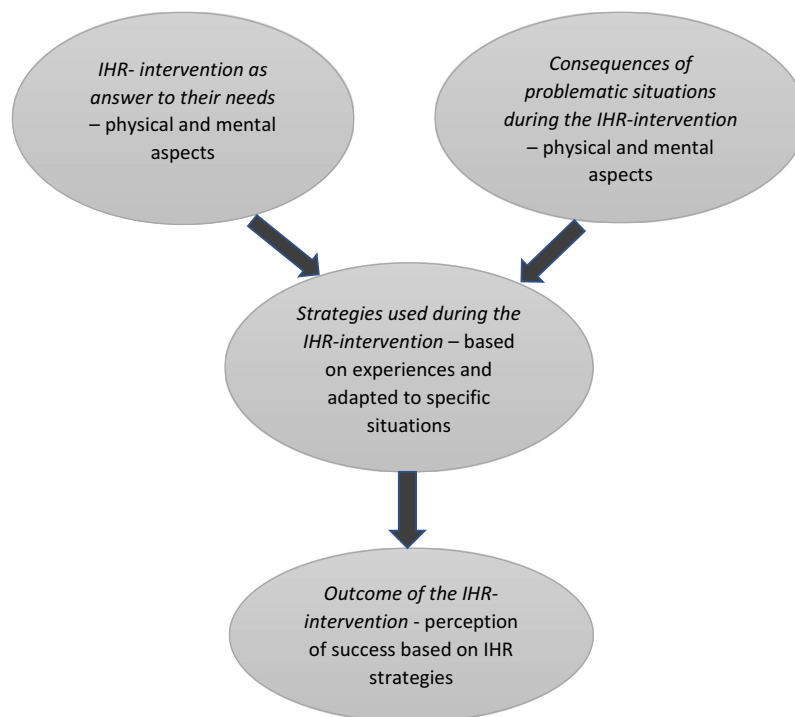 IHR- intervention as
answer to their needs
– physical and mental
aspects
Consequences of
problematic situations
during the IHR-intervention
– physical and mental
aspects
Strategies used during the
IHR-intervention – based
on experiences and
adapted to specific
situations
Outcome of the IHR-
intervention - perception
of success based on IHR
strategies